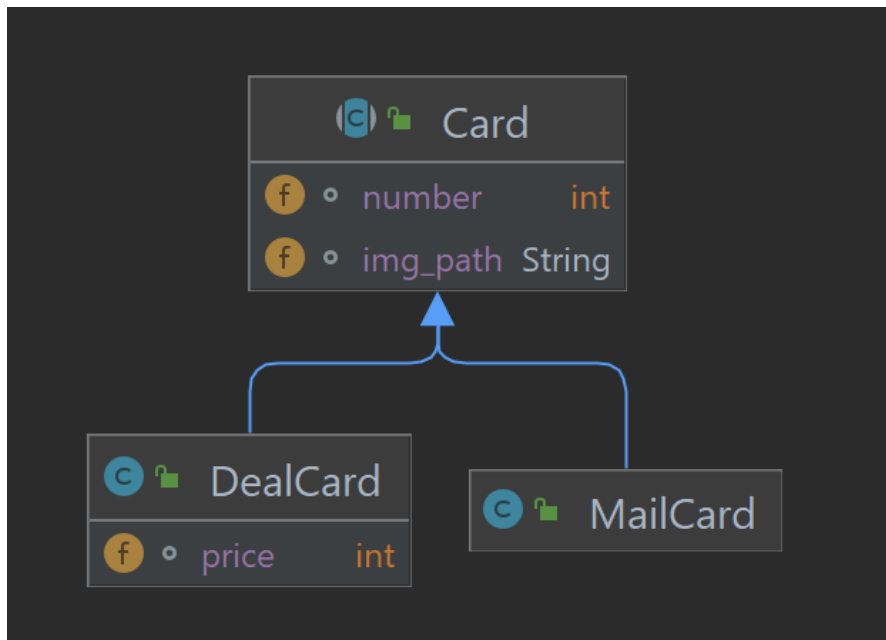 Card
number int
img_path String
DealCard
price int
MailCard